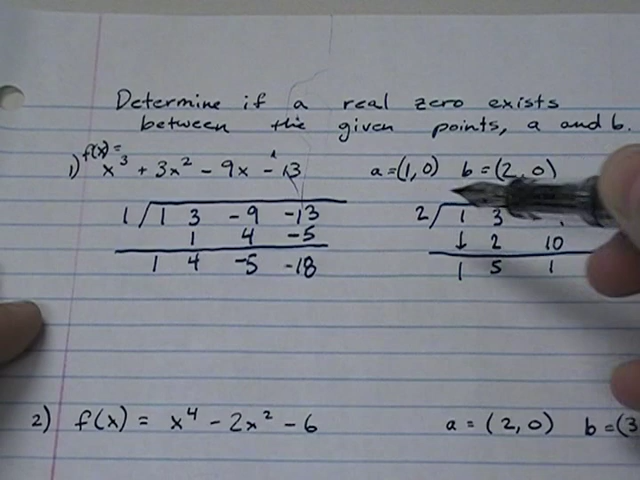 Determine if a real zero exists
between the given points, a and b.
1) f(x)= x³ + 3x² - 9x - 13 a=(1,0) b=(2,0)
1 1 3 -9 -13
1 4 -5
1 4 -5 -18
2 1 3
↓ 2 10
1 5 1
2) f(x) = x⁴ - 2x² - 6 a = (2,0) b=(3